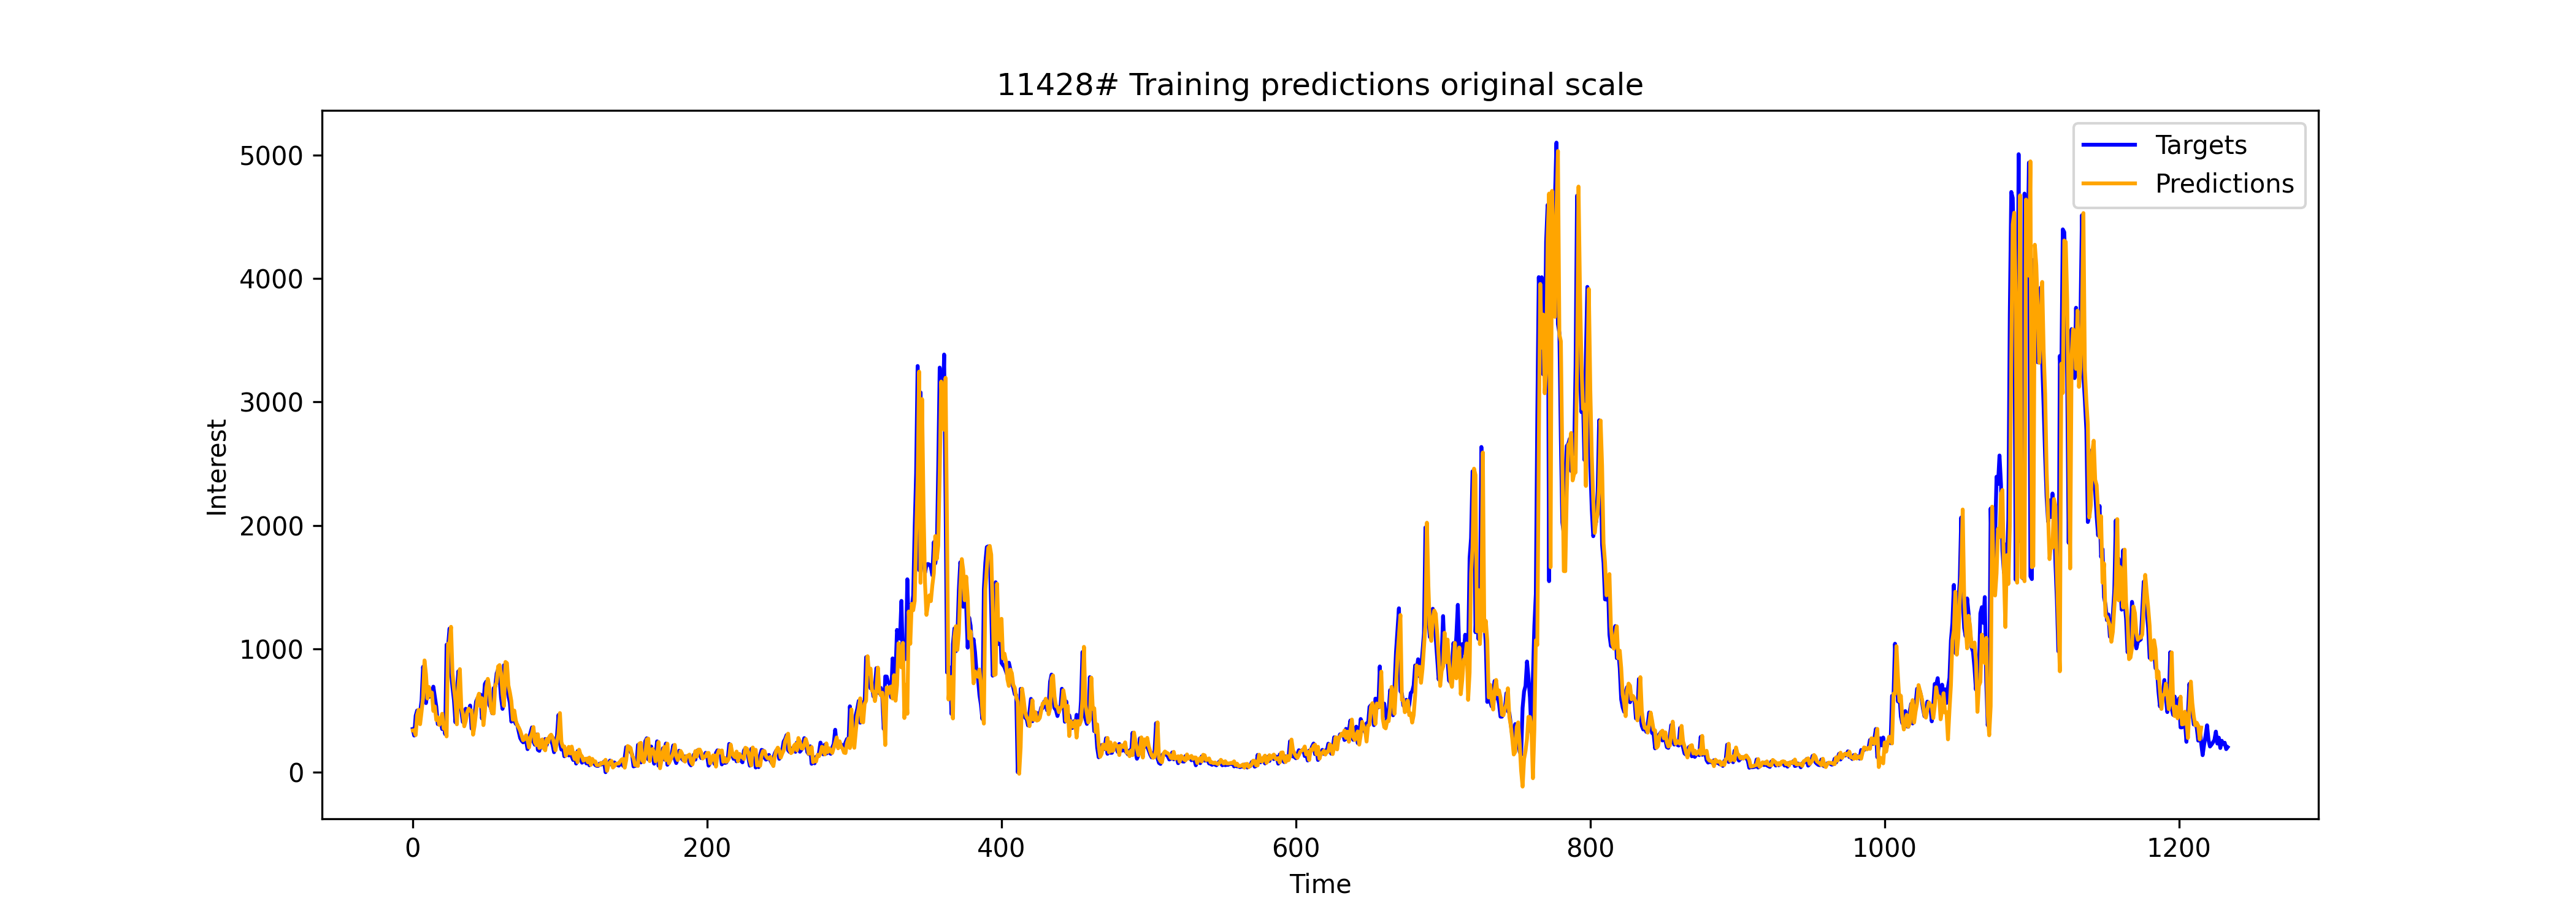 11428# Training predictions original scale
Targets
Predictions
5000
4000
3000
2000
1000
0
Interest
0 200 400 600 800 1000 1200
Time